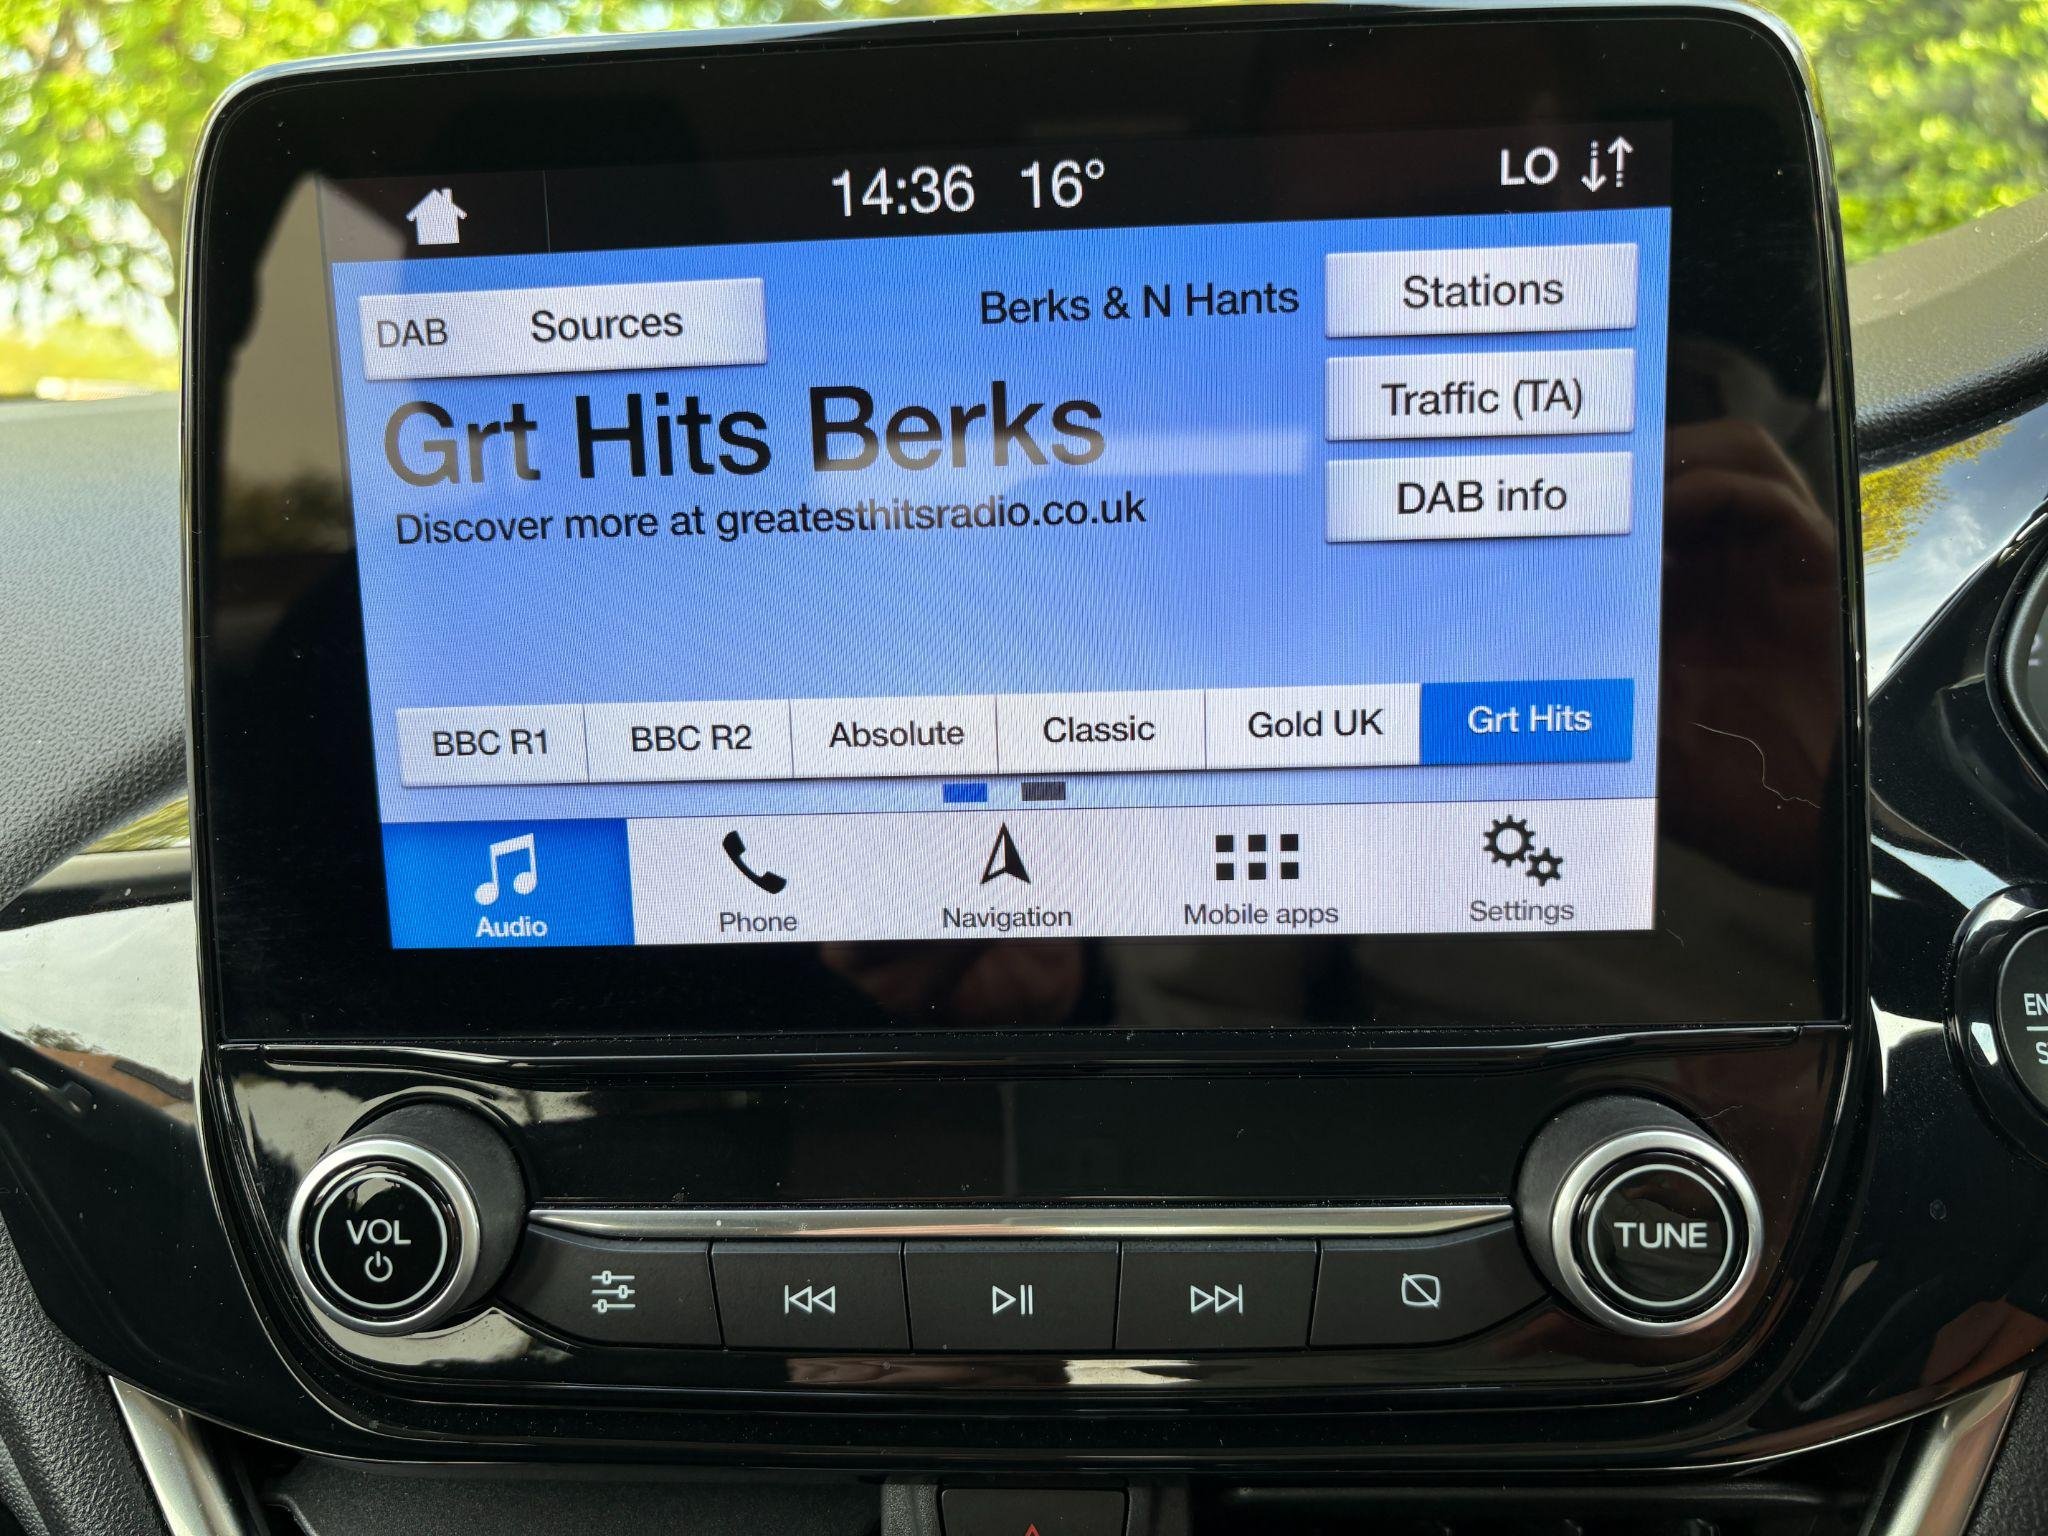 14:36 16° LO
DAB Sources
Berks & N Hants
Stations
Grt Hits Berks
Traffic (TA)
Discover more at greatesthitsradio.co.uk
DAB info
BBC R1 BBC R2 Absolute Classic Gold UK Grt Hits
Audio Phone Navigation Mobile apps Settings
VOL
TUNE